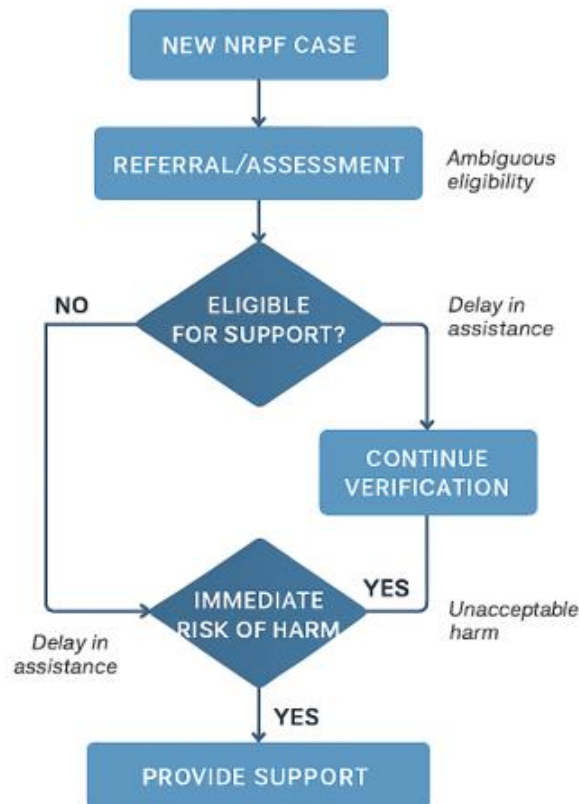 NEW NRPF CASE
REFERRAL/ASSESSMENT
Ambiguous
eligibility
NO
ELIGIBLE
FOR SUPPORT?
Delay in
assistance
CONTINUE
VERIFICATION
IMMEDIATE
RISK OF HARM
YES
Unacceptable
harm
Delay in
assistance
YES
PROVIDE SUPPORT